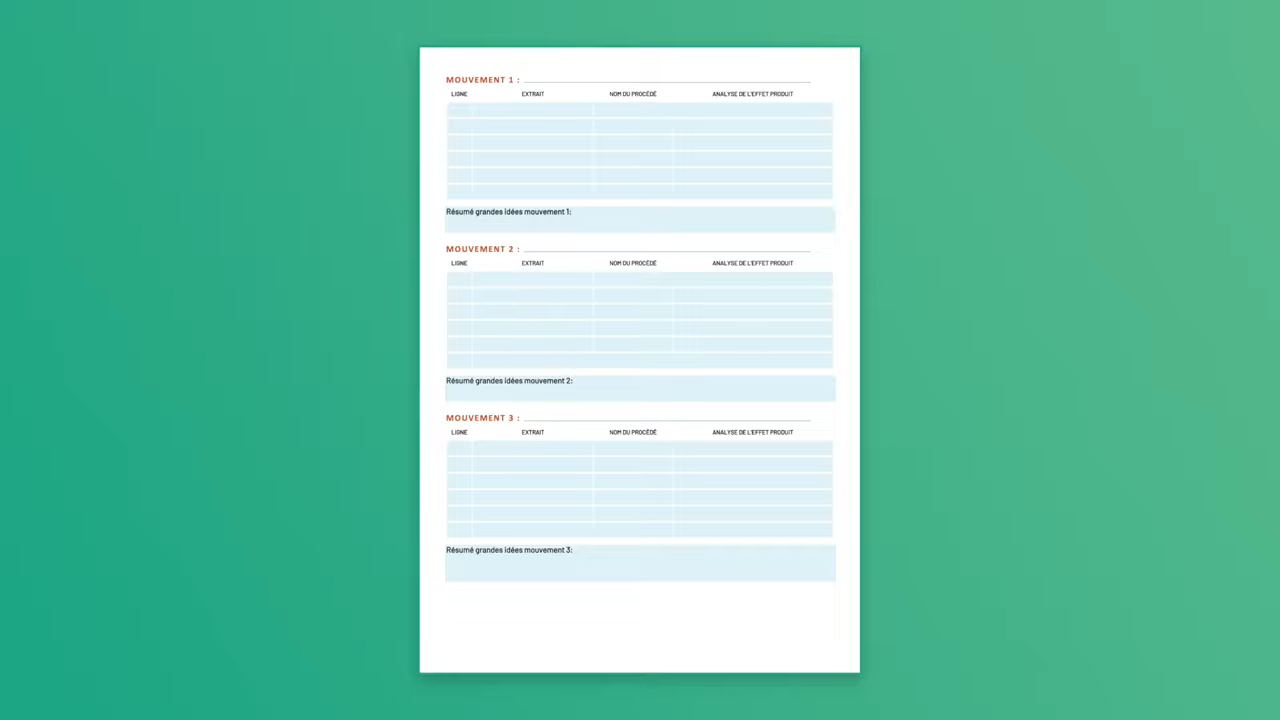 MOUVEMENT 1 :
LIGNE EXTRAIT NOM DU PROCÉDÉ ANALYSE DE L'EFFET PRODUIT
Résumé grandes idées mouvement 1:
MOUVEMENT 2 :
LIGNE EXTRAIT NOM DU PROCÉDÉ ANALYSE DE L'EFFET PRODUIT
Résumé grandes idées mouvement 2:
MOUVEMENT 3 :
LIGNE EXTRAIT NOM DU PROCÉDÉ ANALYSE DE L'EFFET PRODUIT
Résumé grandes idées mouvement 3: